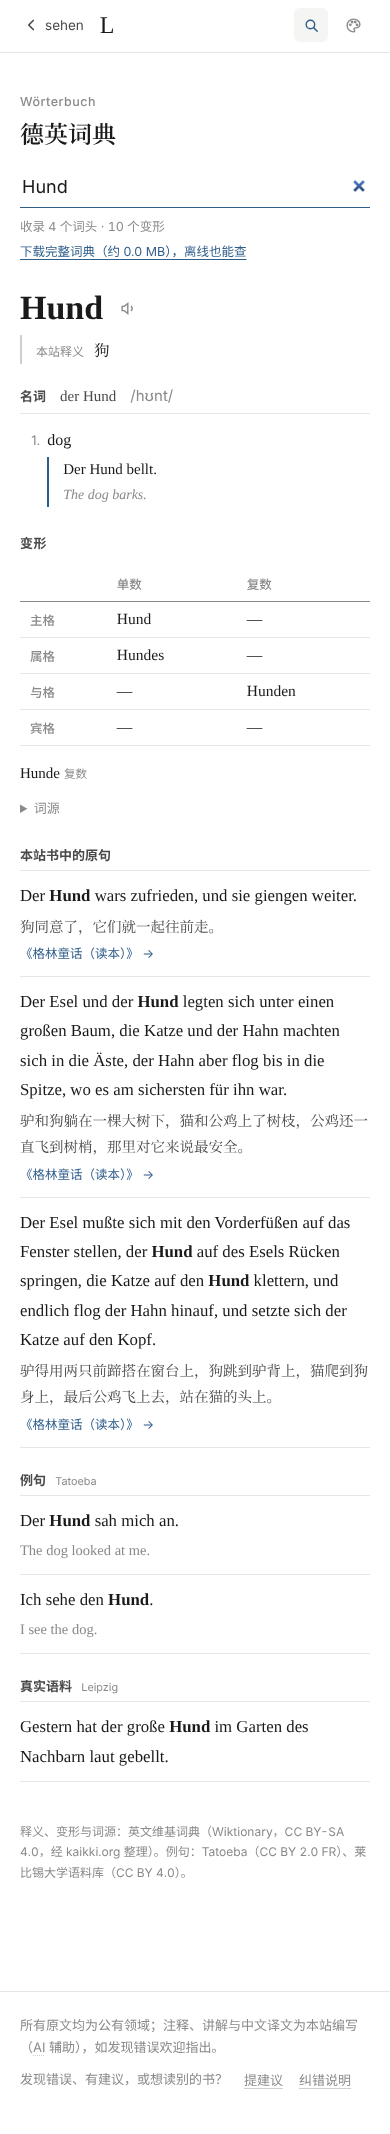 sehen L
Wörterbuch
德英词典
Hund
收录 4 个词头 · 10 个变形
下载完整词典（约 0.0 MB），离线也能查
Hund
本站释义 狗
名词 der Hund /hʊnt/
1. dog
Der Hund bellt.
The dog barks.
变形
单数 复数
主格 Hund —
属格 Hundes —
与格 — Hunden
宾格 — —
Hunde 复数
▶ 词源
本站书中的原句
Der Hund wars zufrieden, und sie giengen weiter.
狗同意了，它们就一起往前走。
《格林童话（读本）》 →
Der Esel und der Hund legten sich unter einen
großen Baum, die Katze und der Hahn machten
sich in die Äste, der Hahn aber flog bis in die
Spitze, wo es am sichersten für ihn war.
驴和狗躺在一棵大树下，猫和公鸡上了树枝，公鸡还一
直飞到树梢，那里对它来说最安全。
《格林童话（读本）》 →
Der Esel mußte sich mit den Vorderfüßen auf das
Fenster stellen, der Hund auf des Esels Rücken
springen, die Katze auf den Hund klettern, und
endlich flog der Hahn hinauf, und setzte sich der
Katze auf den Kopf.
驴得用两只前蹄搭在窗台上，狗跳到驴背上，猫爬到狗
身上，最后公鸡飞上去，站在猫的头上。
《格林童话（读本）》 →
例句 Tatoeba
Der Hund sah mich an.
The dog looked at me.
Ich sehe den Hund.
I see the dog.
真实语料 Leipzig
Gestern hat der große Hund im Garten des
Nachbarn laut gebellt.
释义、变形与词源：英文维基词典（Wiktionary，CC BY-SA
4.0，经 kaikki.org 整理）。例句：Tatoeba（CC BY 2.0 FR）、莱
比锡大学语料库（CC BY 4.0）。
所有原文均为公有领域；注释、讲解与中文译文为本站编写
（AI 辅助），如发现错误欢迎指出。
发现错误、有建议，或想读别的书？ 提建议 纠错说明